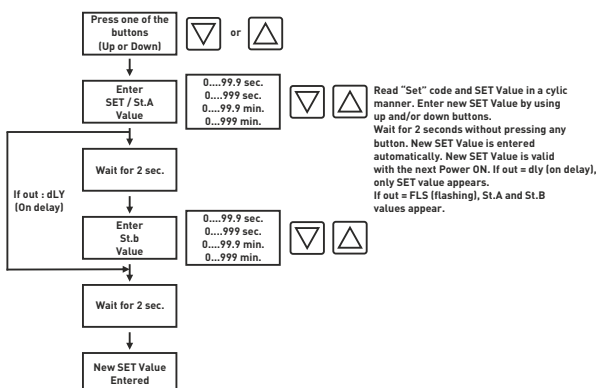 Press one of the
buttons
(Up or Down)
or
Enter
SET / St.A
Value
0....99.9 sec.
0....999 sec.
0....99.9 min.
0...999 min.
Read "Set" code and SET Value in a cylic
manner. Enter new SET Value by using
up and/or down buttons.
Wait for 2 seconds without pressing any
button. New SET Value is entered
automatically. New SET Value is valid
with the next Power ON. If out = dly (on delay),
only SET value appears.
If out = FLS (flashing), St.A and St.B
values appear.
Wait for 2 sec.
If out : dLY
(On delay)
Enter
St.b
Value
0....99.9 sec.
0....999 sec.
0....99.9 min.
0...999 min.
Wait for 2 sec.
New SET Value
Entered